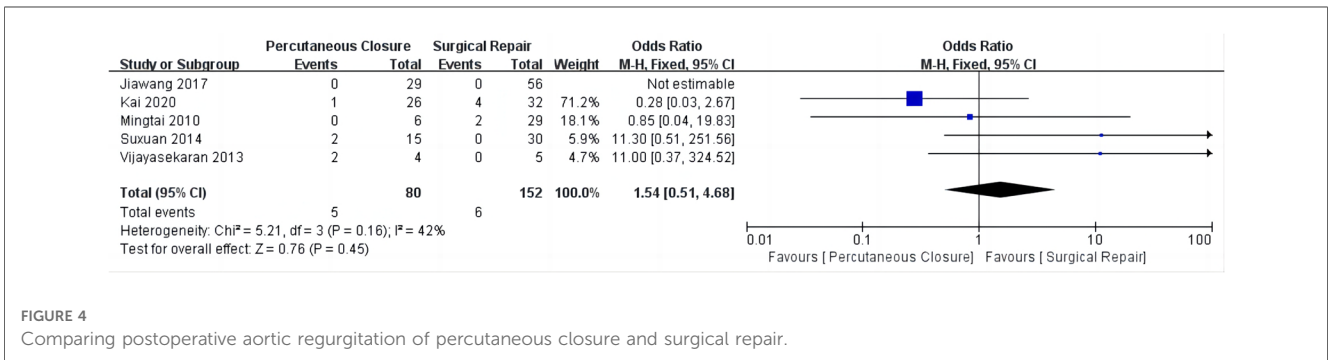 Percutaneous Closure Surgical Repair Odds Ratio Odds Ratio
Study or Subgroup Events Total Events Total Weight M-H, Fixed, 95% CI M-H, Fixed, 95% CI
Jiawang 2017 0 29 0 56 Not estimable
Kai 2020 1 26 4 32 71.2% 0.28 [0.03, 2.67]
Mingtai 2010 0 6 2 29 18.1% 0.85 [0.04, 19.83]
Suxuan 2014 2 15 0 30 5.9% 11.30 [0.51, 251.56]
Vijayasekaran 2013 2 4 0 5 4.7% 11.00 [0.37, 324.52]
Total (95% CI) 80 152 100.0% 1.54 [0.51, 4.68]
Total events 5 6
Heterogeneity: Chi² = 5.21, df = 3 (P = 0.16); I² = 42%
Test for overall effect: Z = 0.76 (P = 0.45)
0.01 0.1 1 10 100
Favours [Percutaneous Closure] Favours [Surgical Repair]
FIGURE 4
Comparing postoperative aortic regurgitation of percutaneous closure and surgical repair.